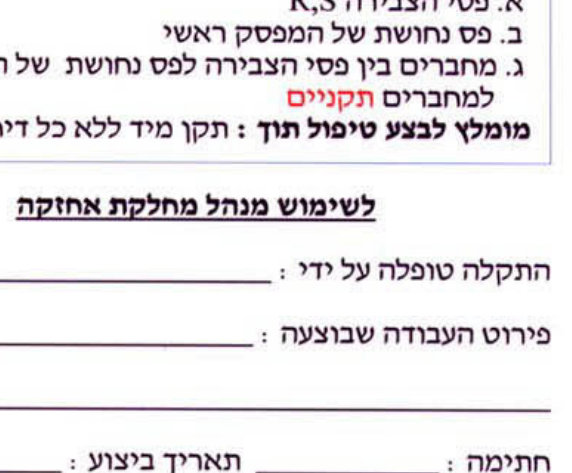 א. פסי הצבירה R,S
ב. פס נחושת של המפסק ראשי
ג. מחברים בין פסי הצבירה לפס נחושת של
למחברים תקניים
מומלץ לבצע טיפול תוך : תקן מיד ללא כל
לשימוש מנהל מחלקת אחזקה
התקלה טופלה על ידי :
פירוט העבודה שבוצעה :
חתימה : תאריך ביצוע :